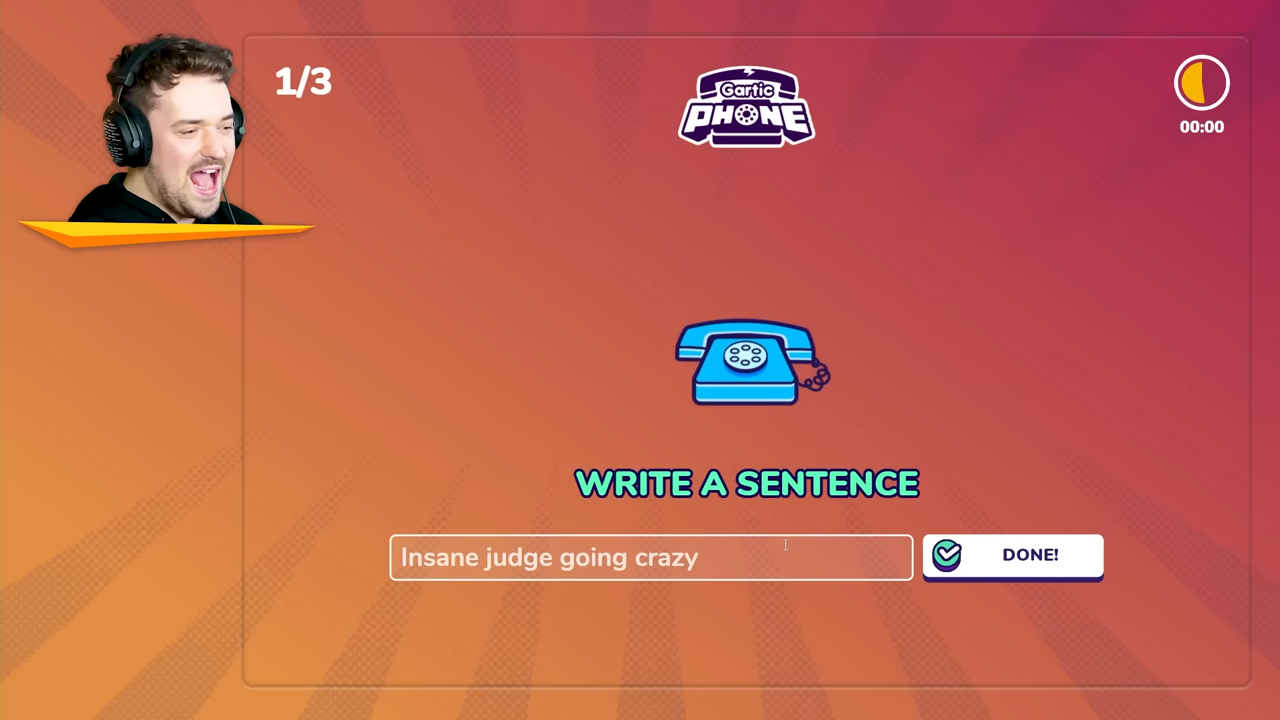 1/3
Gartic
PHONE
00:00
WRITE A SENTENCE
Insane judge going crazy
DONE!